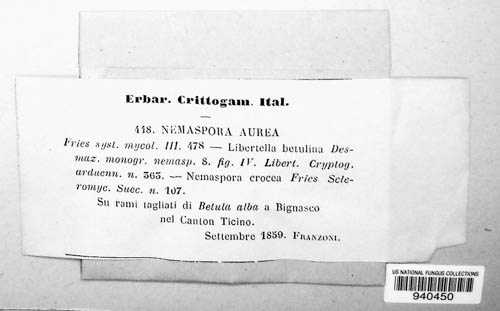 Erbar. Crittogam. Ital.
448. NEMASPORA AUREA
Fries syst. mycol. III. 478 — Libertella betulina Des-
maz. monogr. nemasp. 8. fig. IV. Libert. Cryptog.
arduenn. n. 363. — Nemaspora crocea Fries Scle-
romyc. Succ. n. 107.
Su rami tagliati di Betula alba a Bignasco
nel Canton Ticino.
Settembre 1859. FRANZONI.
US NATIONAL FUNGUS COLLECTIONS
940450